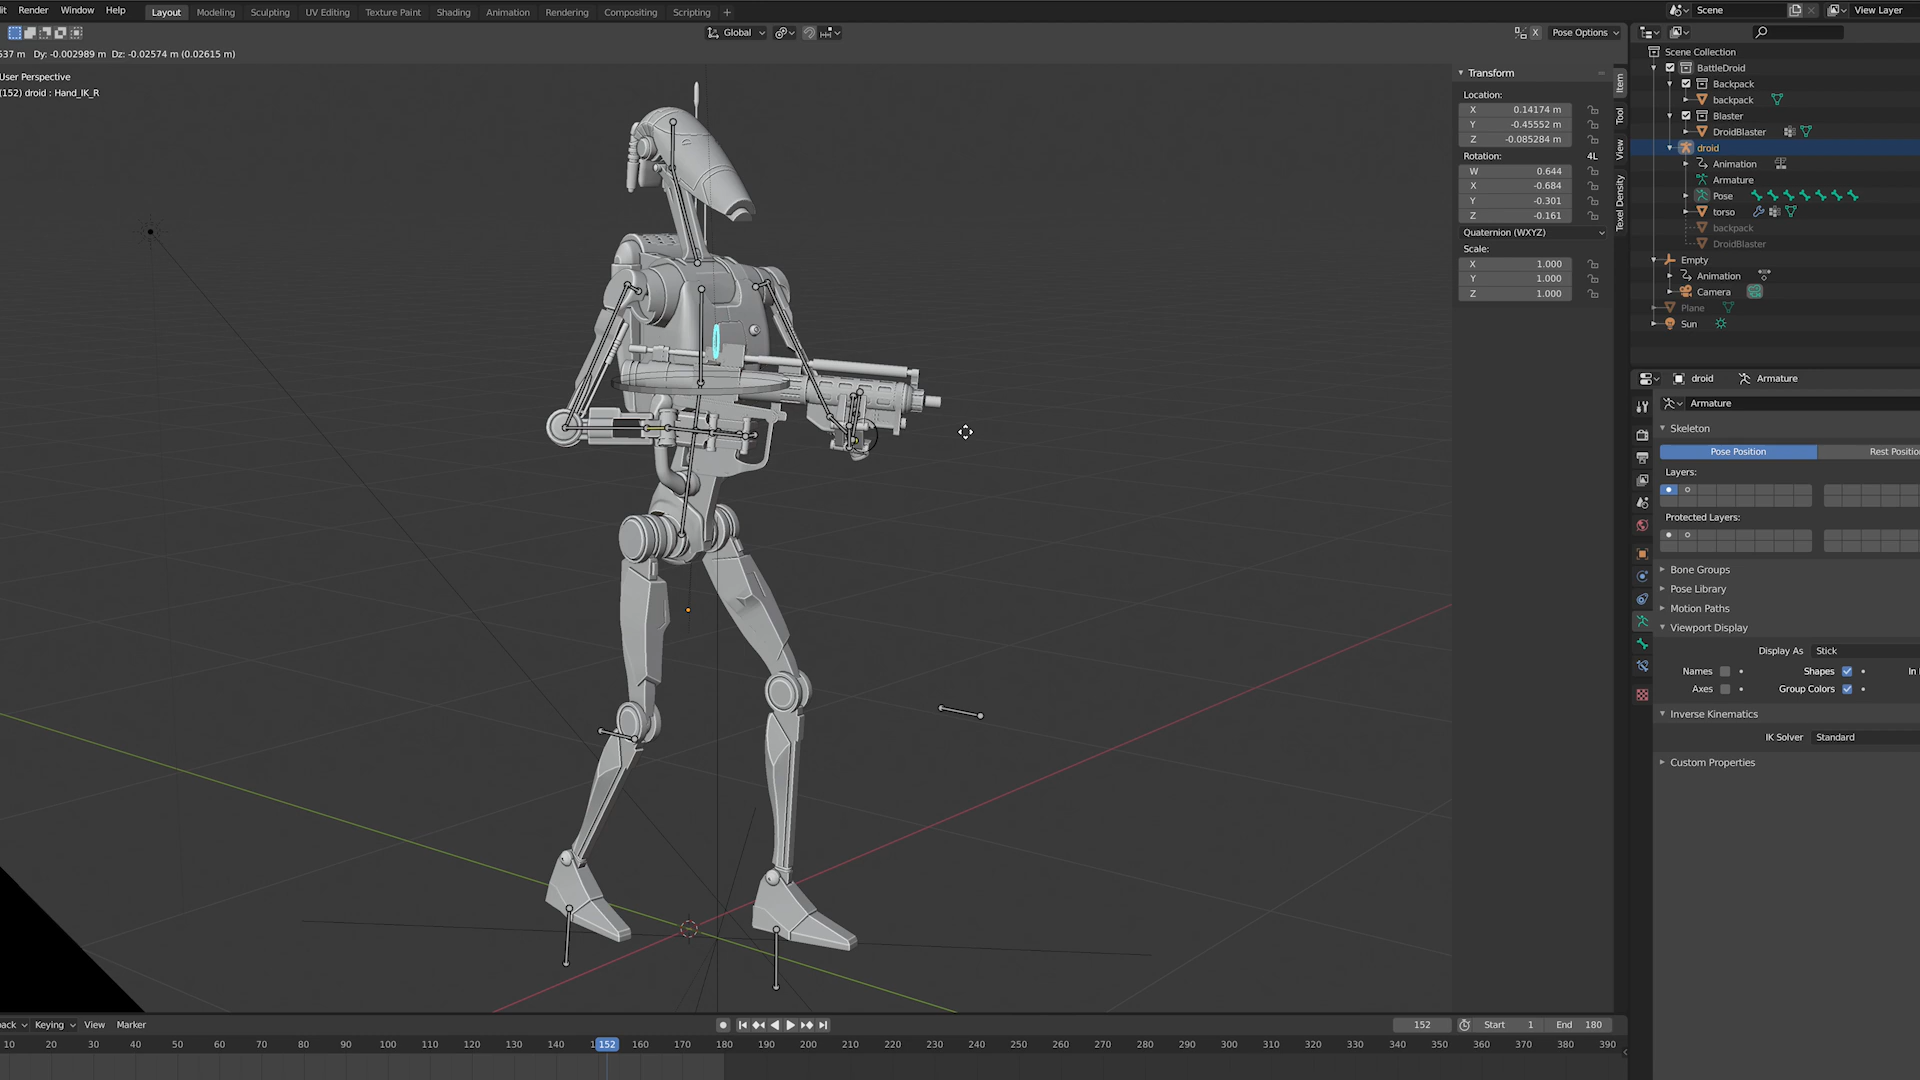 it Render Window Help Layout Modeling Sculpting UV Editing Texture Paint Shading Animation Rendering Compositing Scripting + Scene View Layer
Global X Pose Options
537 m Dy: -0.002989 m Dz: -0.02574 m (0.02615 m)
User Perspective
(152) droid : Hand_IK_R
Transform
Location:
X 0.14174 m
Y -0.45552 m
Z -0.085284 m
Rotation: 4L
W 0.644
X -0.684
Y -0.301
Z -0.161
Quaternion (WXYZ)
Scale:
X 1.000
Y 1.000
Z 1.000
Item
Tool
View
Texel Density
Scene Collection
BattleDroid
Backpack
backpack
Blaster
DroidBlaster
droid
Animation
Armature
Pose
torso
backpack
DroidBlaster
Empty
Animation
Camera
Plane
Sun
droid Armature
Armature
Skeleton
Pose Position Rest Positio
Layers:
Protected Layers:
Bone Groups
Pose Library
Motion Paths
Viewport Display
Display As Stick
Names Shapes In
Axes Group Colors
Inverse Kinematics
IK Solver Standard
Custom Properties
back Keying View Marker 152 Start 1 End 180
10 20 30 40 50 60 70 80 90 100 110 120 130 140 152 160 170 180 190 200 210 220 230 240 250 260 270 280 290 300 310 320 330 340 350 360 370 380 390